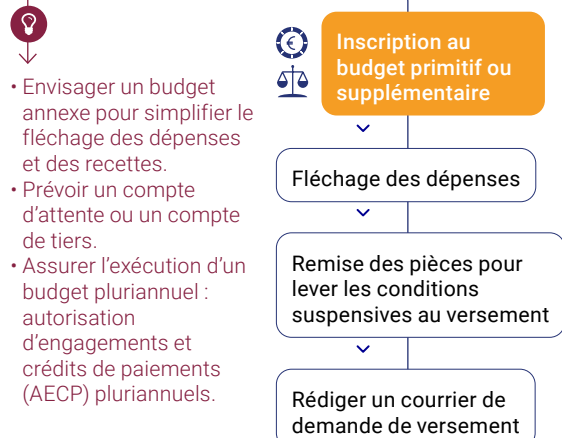 • Envisager un budget
annexe pour simplifier le
fléchage des dépenses
et des recettes.
• Prévoir un compte
d'attente ou un compte
de tiers.
• Assurer l'exécution d'un
budget pluriannuel :
autorisation
d'engagements et
crédits de paiements
(AECP) pluriannuels.
€
Inscription au
budget primitif ou
supplémentaire
Fléchage des dépenses
Remise des pièces pour
lever les conditions
suspensives au versement
Rédiger un courrier de
demande de versement